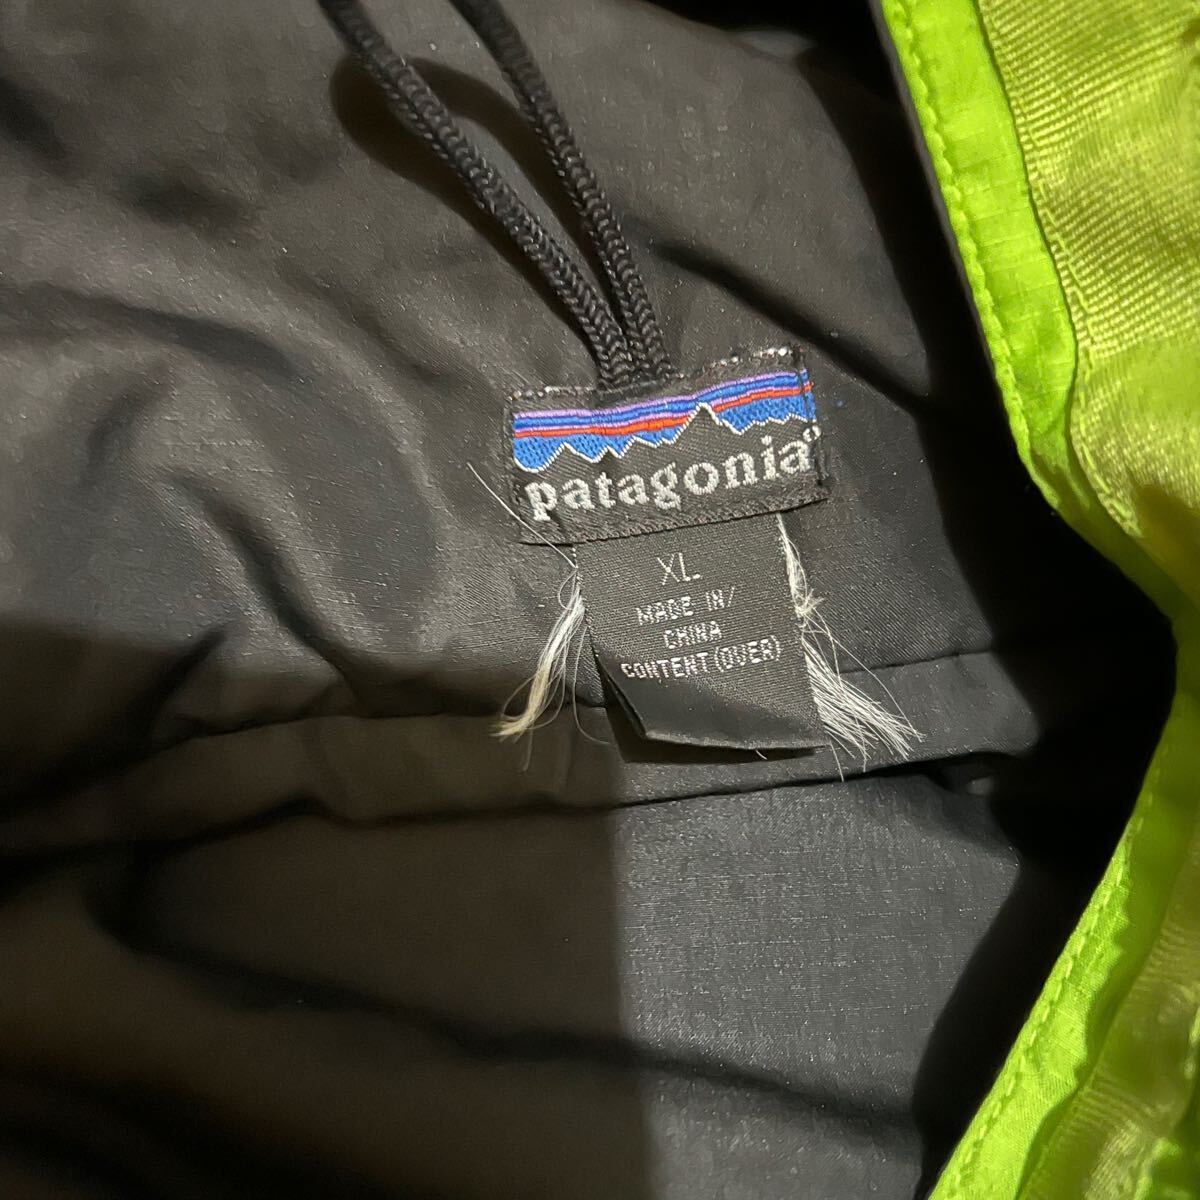 patagonia®
XL
MADE IN/
CHINA
CONTENT(OVER)